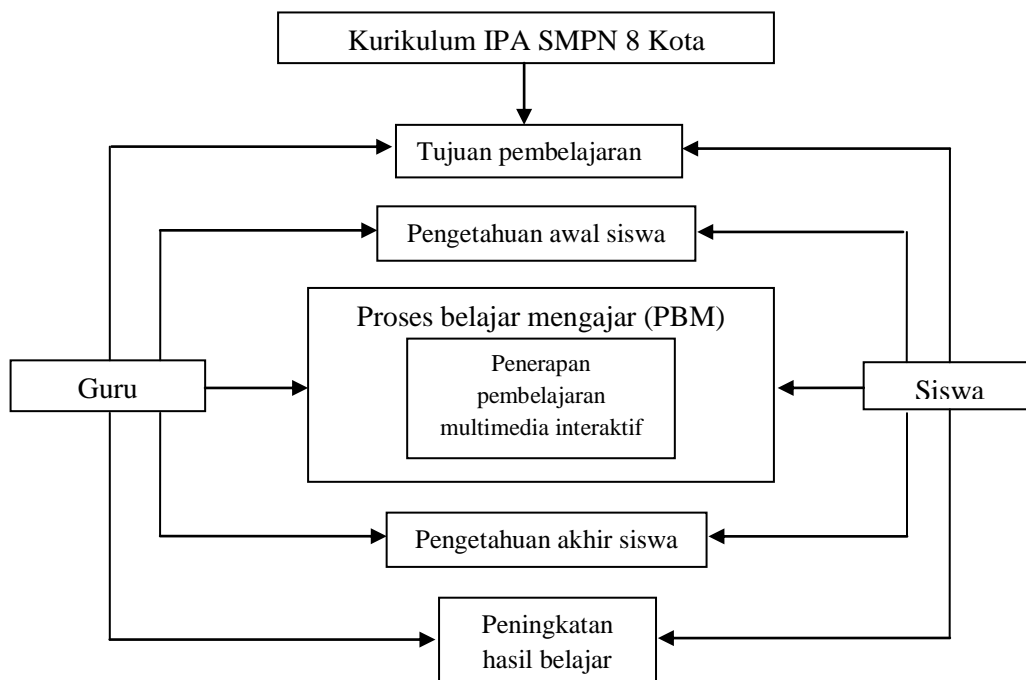 Kurikulum IPA SMPN 8 Kota
Tujuan pembelajaran
Pengetahuan awal siswa
Proses belajar mengajar (PBM)
Penerapan
pembelajaran
multimedia interaktif
Guru
Siswa
Pengetahuan akhir siswa
Peningkatan
hasil belajar